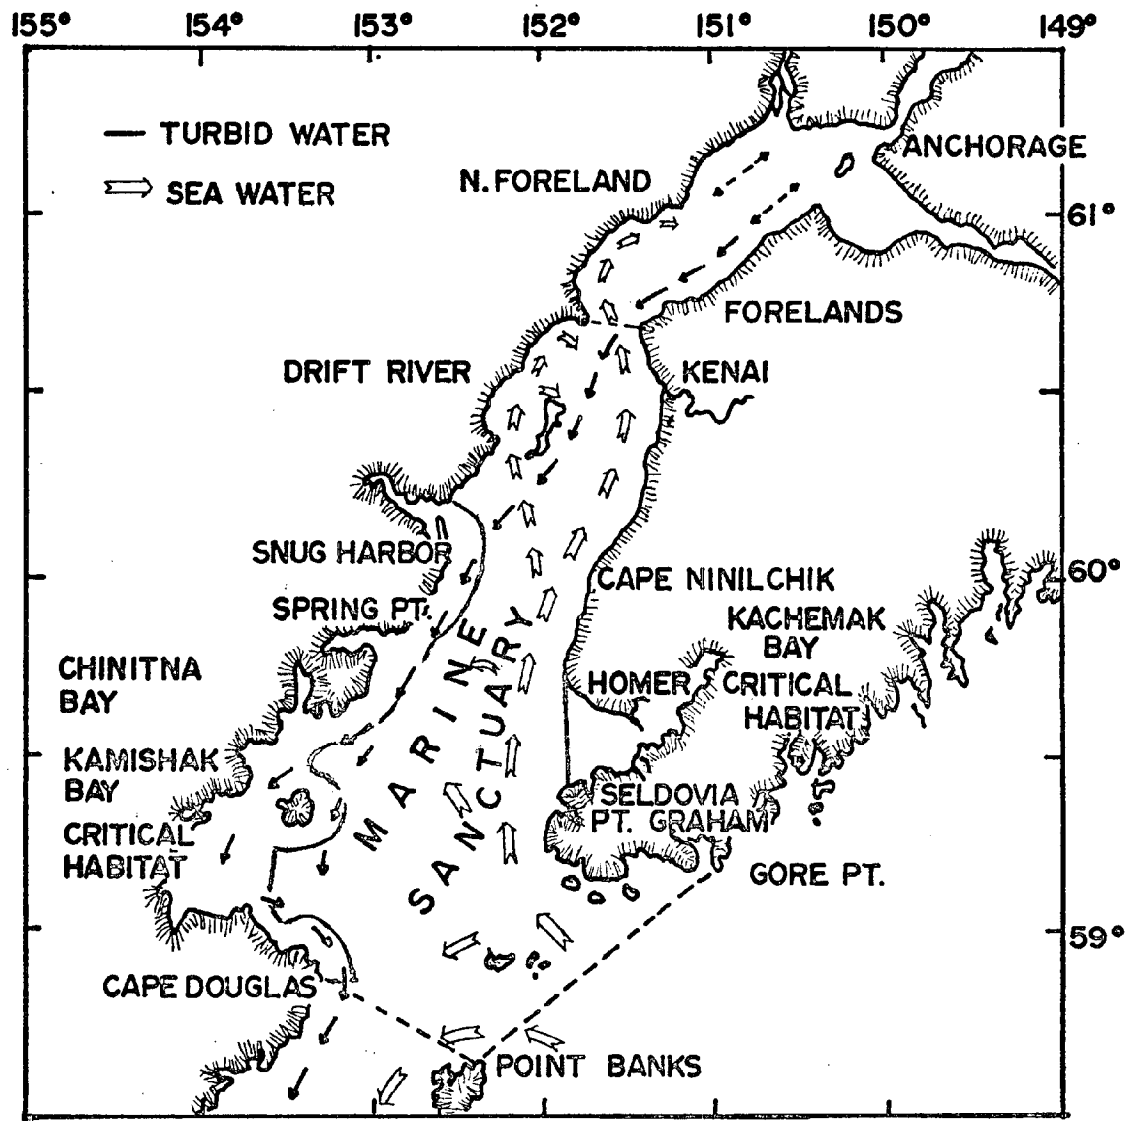 155° 154° 153° 152° 151° 150° 149°
TURBID WATER
SEA WATER
N. FORELAND
ANCHORAGE
61°
FORELANDS
DRIFT RIVER
KENAI
SNUG HARBOR
60°
CAPE NINILCHIK
SPRING PT.
KACHEMAK
BAY
CHINITNA
BAY
HOMER
CRITICAL
HABITAT
MARINE
SANCTUARY
KAMISHAK
BAY
CRITICAL
HABITAT
SELDOVIA
PT. GRAHAM
GORE PT.
59°
CAPE DOUGLAS
POINT BANKS